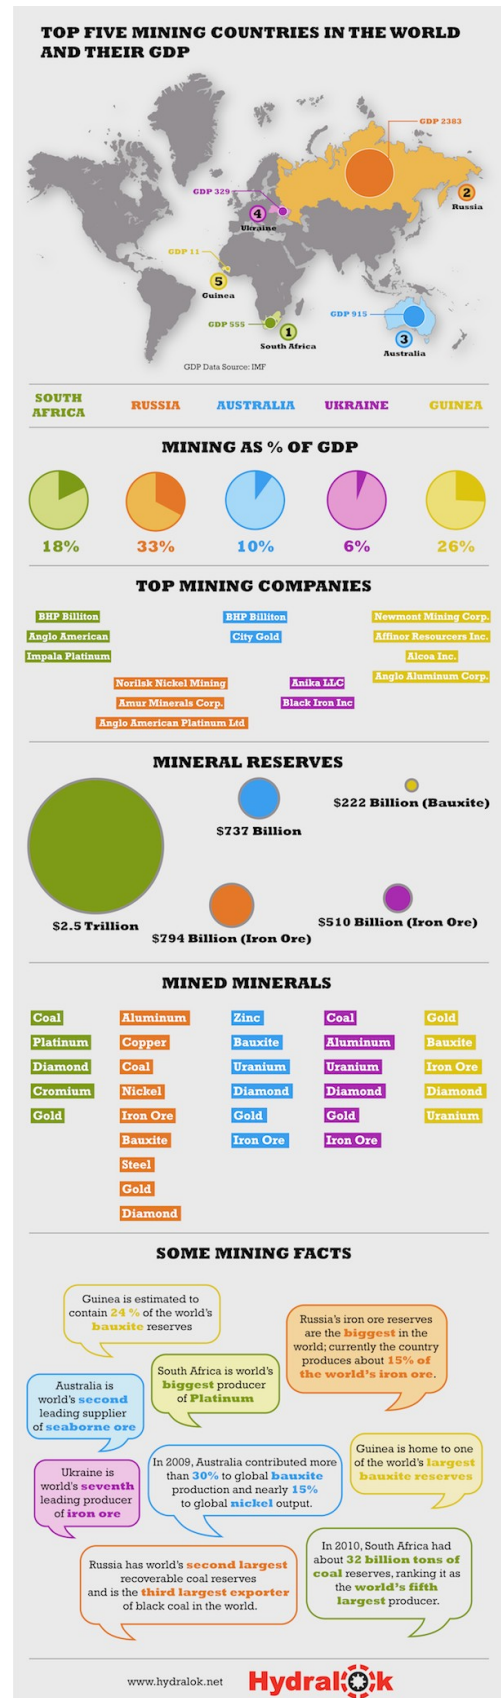 TOP FIVE MINING COUNTRIES IN THE WORLD
AND THEIR GDP
GDP 2383
2
Russia
GDP 329
4
Ukraine
GDP 11
5
Guinea
GDP 555
1
South Africa
GDP 915
3
Australia
GDP Data Source: IMF
SOUTH
AFRICA
RUSSIA
AUSTRALIA
UKRAINE
GUINEA
MINING AS % OF GDP
18%
33%
10%
6%
26%
TOP MINING COMPANIES
BHP Billiton
Anglo American
Impala Platinum
Norilsk Nickel Mining
Amur Minerals Corp.
Anglo American Platinum Ltd
BHP Billiton
City Gold
Anika LLC
Black Iron Inc
Newmont Mining Corp.
Affinor Resourcers Inc.
Alcoa Inc.
Anglo Aluminum Corp.
MINERAL RESERVES
$2.5 Trillion
$737 Billion
$794 Billion (Iron Ore)
$222 Billion (Bauxite)
$510 Billion (Iron Ore)
MINED MINERALS
Coal
Platinum
Diamond
Cromium
Gold
Aluminum
Copper
Coal
Nickel
Iron Ore
Bauxite
Steel
Gold
Diamond
Zinc
Bauxite
Uranium
Diamond
Gold
Iron Ore
Coal
Aluminum
Uranium
Diamond
Gold
Iron Ore
Gold
Bauxite
Iron Ore
Diamond
Uranium
SOME MINING FACTS
Guinea is estimated to
contain 24 % of the world's
bauxite reserves
Russia's iron ore reserves
are the biggest in the
world; currently the country
produces about 15% of
the world's iron ore.
South Africa is world's
biggest producer
of Platinum
Australia is
world's second
leading supplier
of seaborne ore
Guinea is home to one
of the world's largest
bauxite reserves
In 2009, Australia contributed more
than 30% to global bauxite
production and nearly 15%
to global nickel output.
Ukraine is
world's seventh
leading producer
of iron ore
In 2010, South Africa had
about 32 billion tons of
coal reserves, ranking it as
the world's fifth
largest producer.
Russia has world's second largest
recoverable coal reserves
and is the third largest exporter
of black coal in the world.
www.hydralok.net
Hydralok